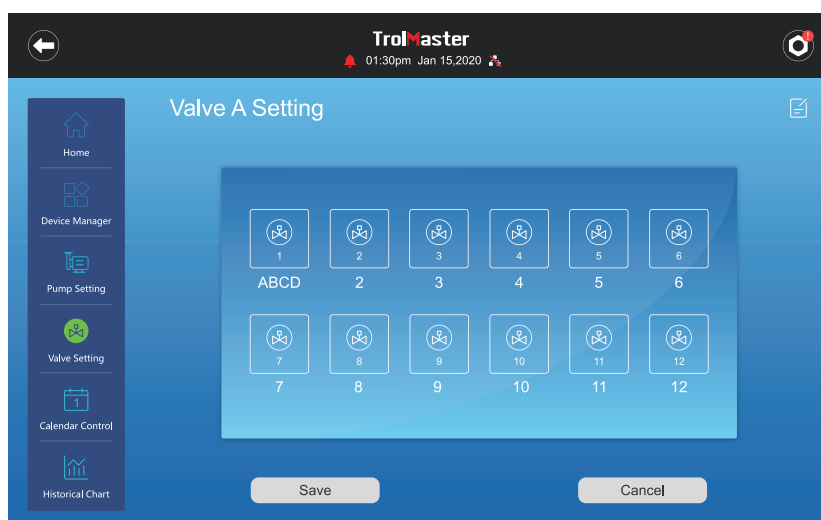 TrolMaster
01:30pm Jan 15,2020
!
Valve A Setting
Home
Device Manager
Pump Setting
Valve Setting
1
Calendar Control
Historical Chart
1 2 3 4 5 6
ABCD 2 3 4 5 6
7 8 9 10 11 12
7 8 9 10 11 12
Save Cancel